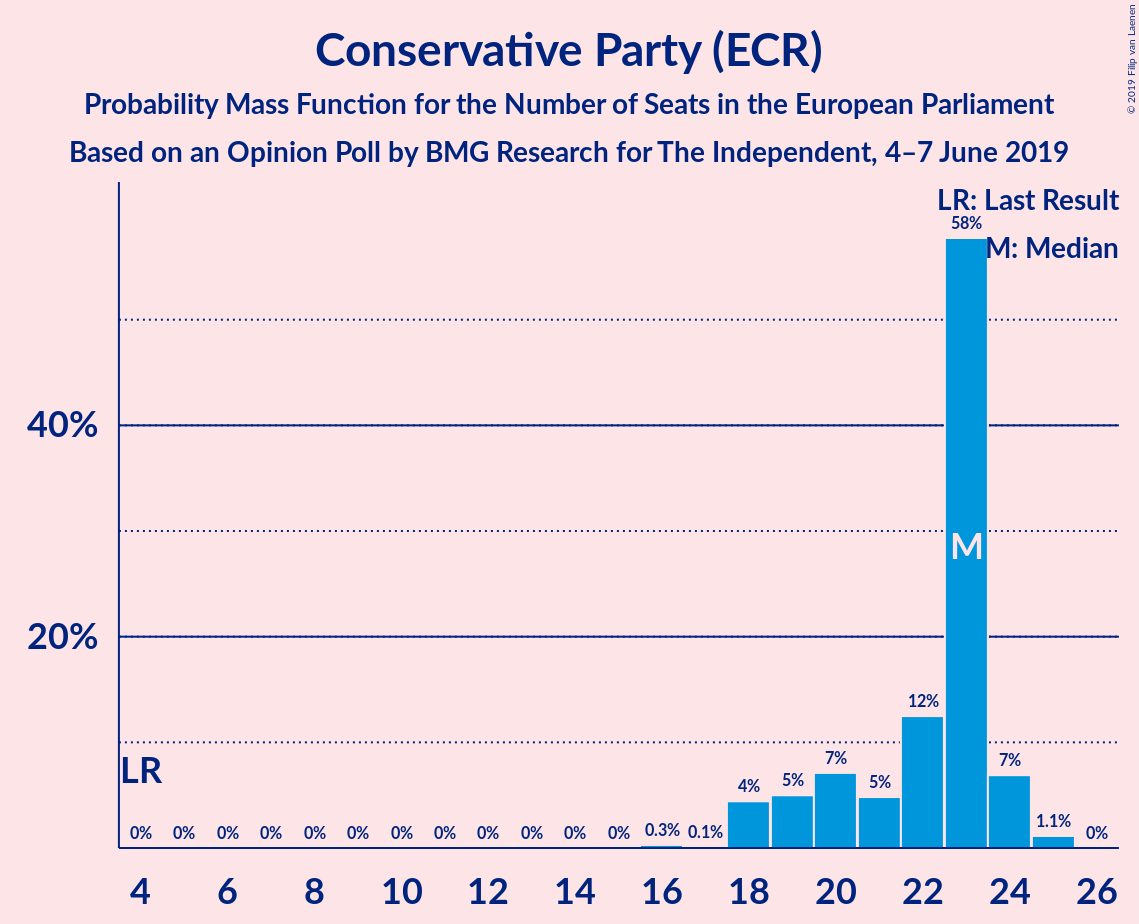 Conservative Party (ECR)
Probability Mass Function for the Number of Seats in the European Parliament
Based on an Opinion Poll by BMG Research for The Independent, 4–7 June 2019
© 2019 Filip van Laenen
LR: Last Result
M: Median
58%
40%
20%
M
LR
0% 0% 0% 0% 0% 0% 0% 0% 0% 0% 0% 0% 0.3% 0.1% 4% 5% 7% 5% 12% 7% 1.1% 0%
4 6 8 10 12 14 16 18 20 22 24 26